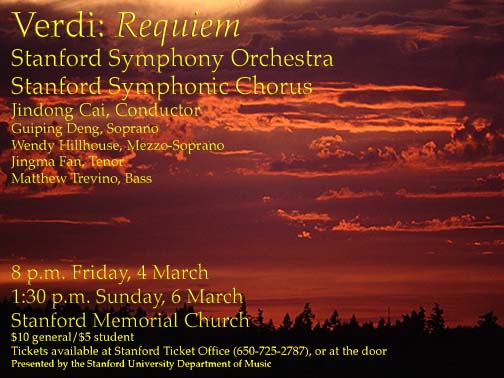 Verdi: Requiem
Stanford Symphony Orchestra
Stanford Symphonic Chorus
Jindong Cai, Conductor
Guiping Deng, Soprano
Wendy Hillhouse, Mezzo-Soprano
Jingma Fan, Tenor
Matthew Trevino, Bass
8 p.m. Friday, 4 March
1:30 p.m. Sunday, 6 March
Stanford Memorial Church
$10 general/$5 student
Tickets available at Stanford Ticket Office (650-725-2787), or at the door
Presented by the Stanford University Department of Music